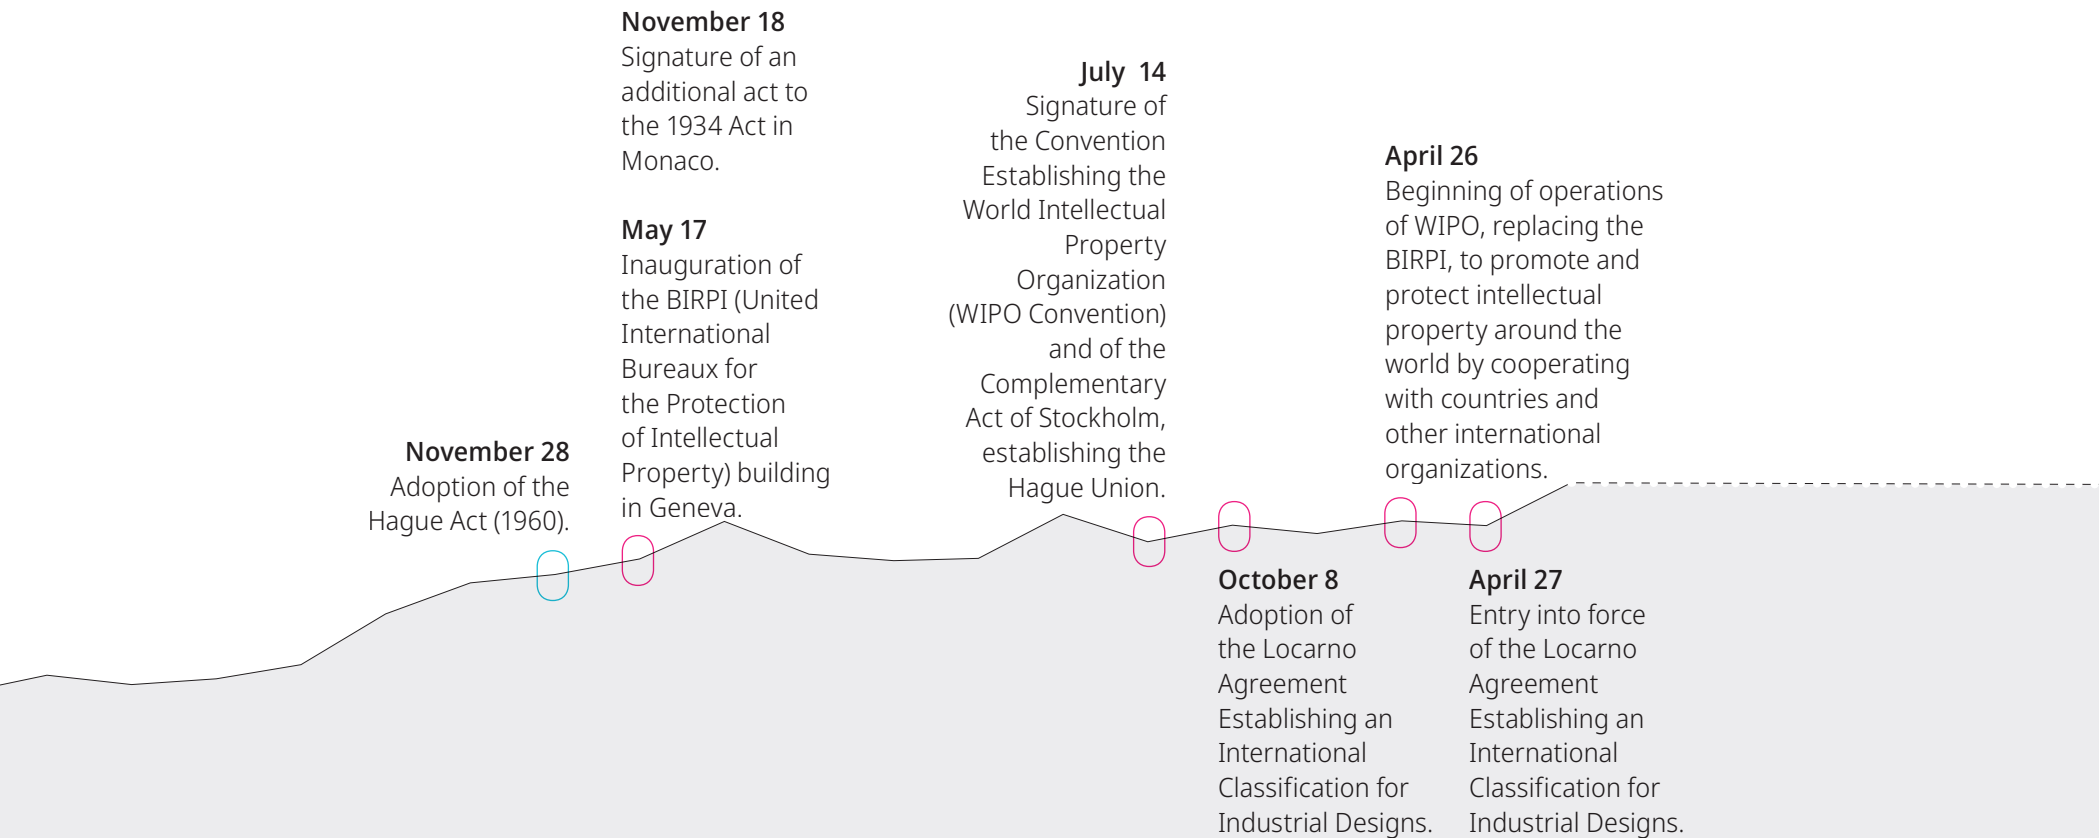 November 28
Adoption of the
Hague Act (1960).
November 18
Signature of an
additional act to
the 1934 Act in
Monaco.
May 17
Inauguration of
the BIRPI (United
International
Bureaux for
the Protection
of Intellectual
Property) building
in Geneva.
July 14
Signature of
the Convention
Establishing the
World Intellectual
Property
Organization
(WIPO Convention)
and of the
Complementary
Act of Stockholm,
establishing the
Hague Union.
October 8
Adoption of
the Locarno
Agreement
Establishing an
International
Classification for
Industrial Designs.
April 26
Beginning of operations
of WIPO, replacing the
BIRPI, to promote and
protect intellectual
property around the
world by cooperating
with countries and
other international
organizations.
April 27
Entry into force
of the Locarno
Agreement
Establishing an
International
Classification for
Industrial Designs.